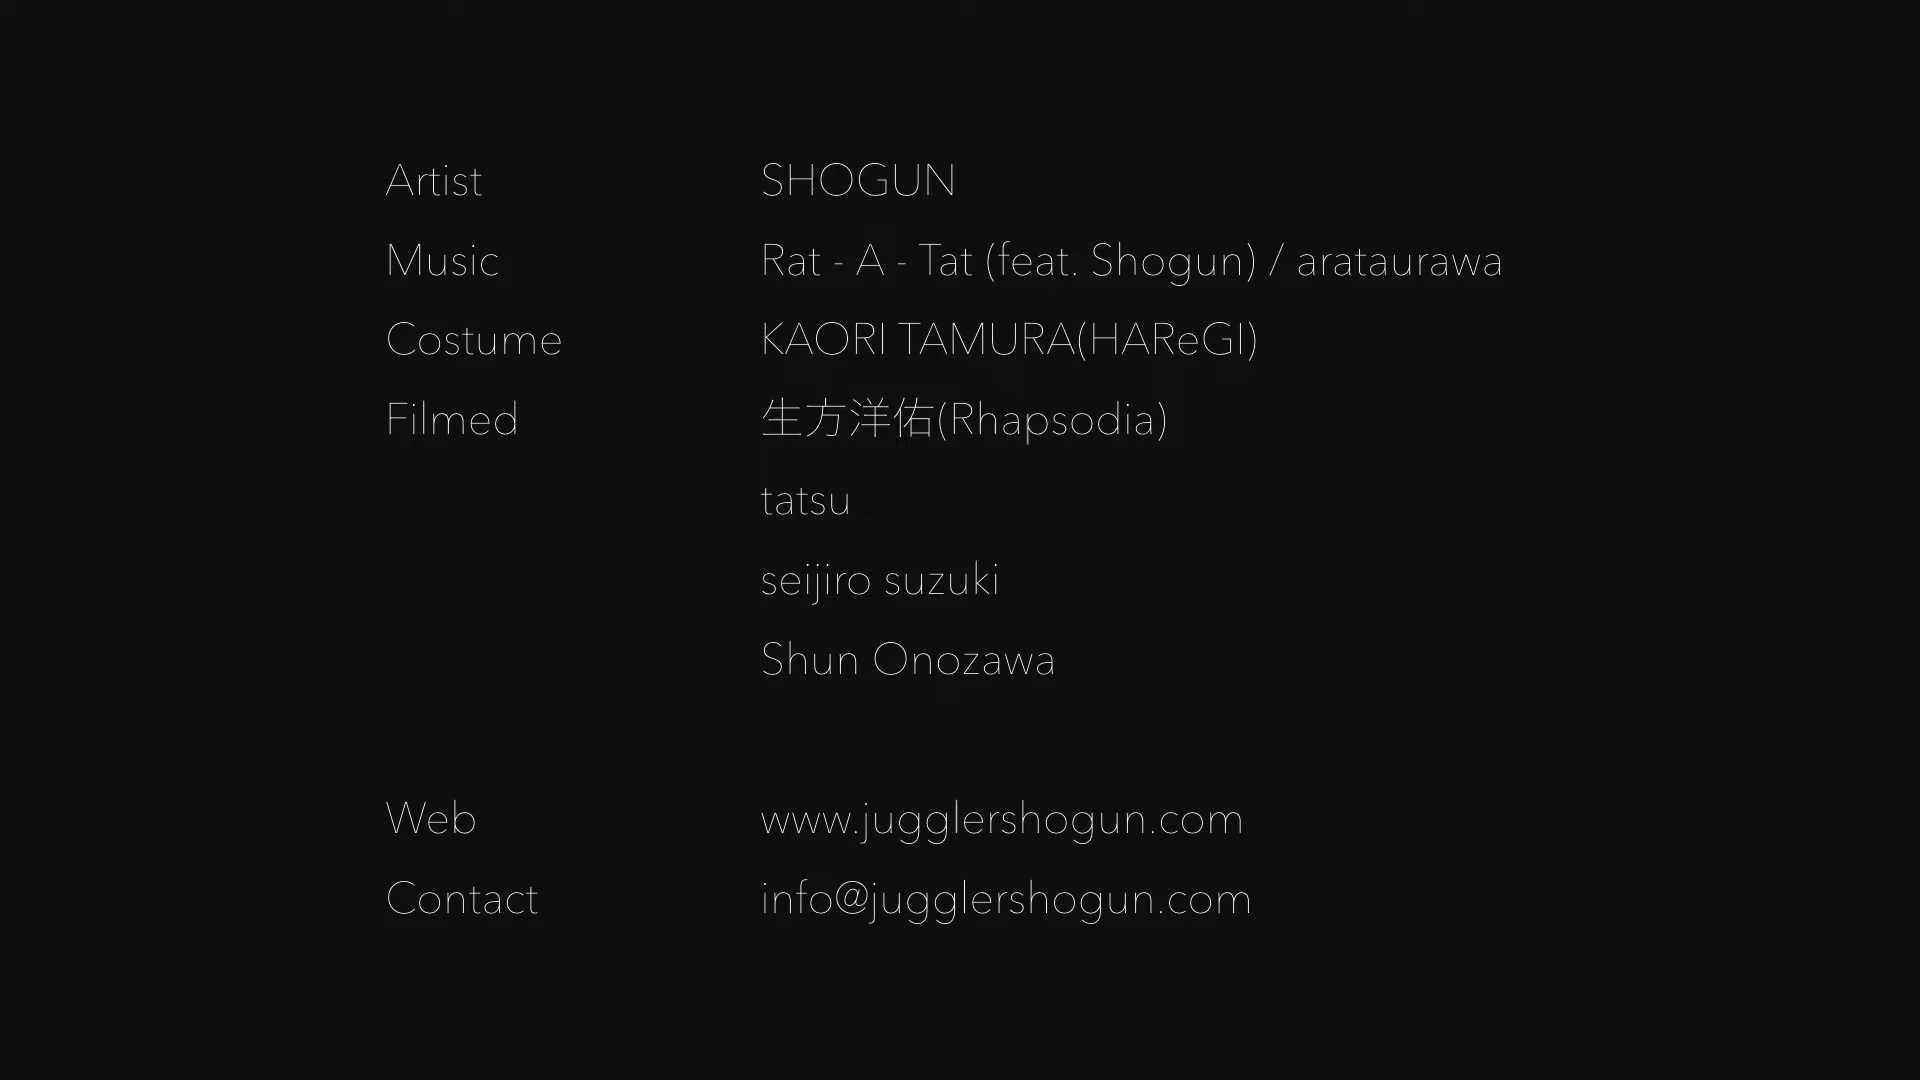 Artist SHOGUN
Music Rat - A - Tat (feat. Shogun) / arataurawa
Costume KAORI TAMURA(HAReGI)
Filmed 生方洋佑(Rhapsodia)
tatsu
seijiro suzuki
Shun Onozawa
Web www.jugglershogun.com
Contact info@jugglershogun.com